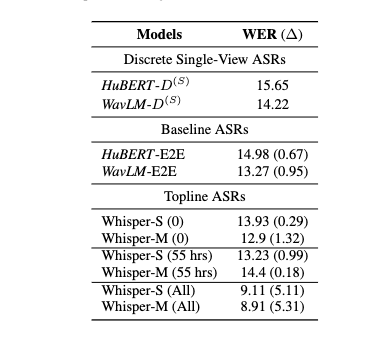 Models WER (Δ)
Discrete Single-View ASRs
HuBERT-D(S) 15.65
WavLM-D(S) 14.22
Baseline ASRs
HuBERT-E2E 14.98 (0.67)
WavLM-E2E 13.27 (0.95)
Topline ASRs
Whisper-S (0) 13.93 (0.29)
Whisper-M (0) 12.9 (1.32)
Whisper-S (55 hrs) 13.23 (0.99)
Whisper-M (55 hrs) 14.4 (0.18)
Whisper-S (All) 9.11 (5.11)
Whisper-M (All) 8.91 (5.31)